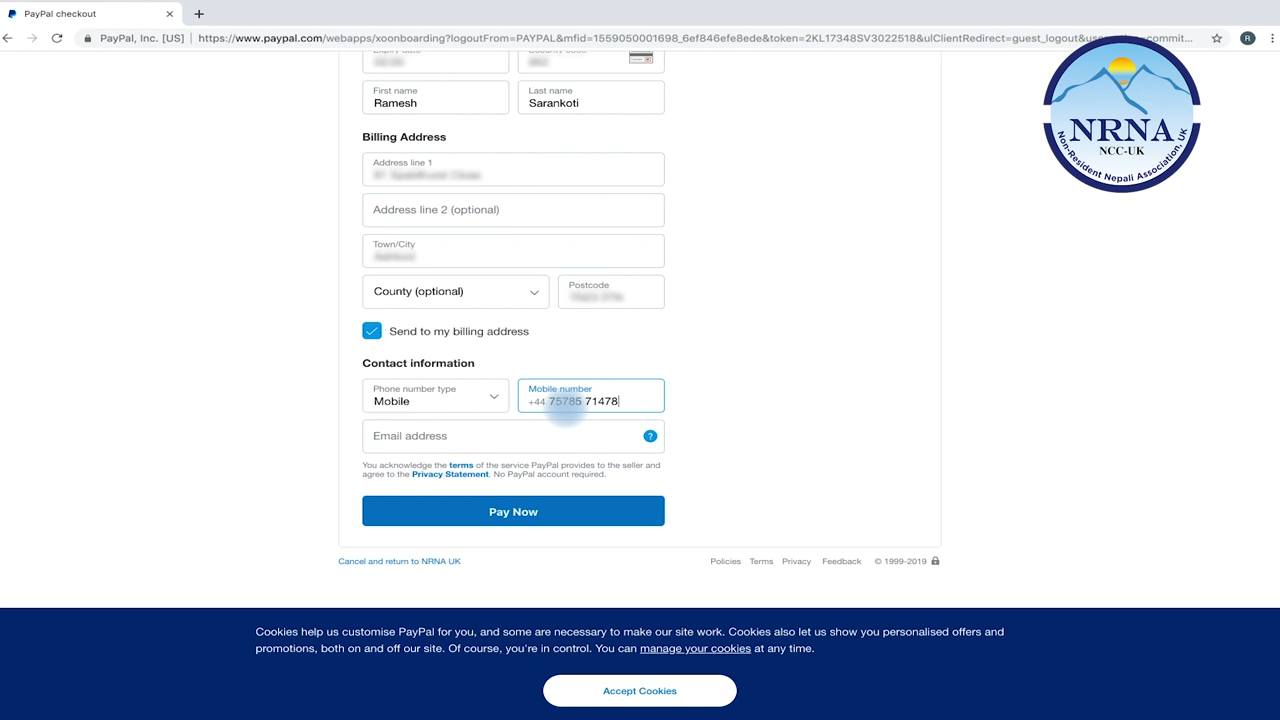 PayPal checkout
PayPal, Inc. [US] https://www.paypal.com/webapps/xoonboarding?logoutFrom=PAYPAL&mfid=1559050001698_6ef846efe8ede&token=2KL17348SV3022518&ulClientRedirect=guest_logout&use commit...
R
NRNA
NCC-UK
Non-Resident Nepali Association, UK
First name
Last name
Ramesh
Sarankoti
Billing Address
Address line 1
Address line 2 (optional)
Town/City
County (optional)
Postcode
Send to my billing address
Contact information
Phone number type
Mobile number
Mobile
+44 75785 71478
Email address
?
You acknowledge the terms of the service PayPal provides to the seller and
agree to the Privacy Statement. No PayPal account required.
Pay Now
Cancel and return to NRNA UK
Policies Terms Privacy Feedback © 1999-2019
Cookies help us customise PayPal for you, and some are necessary to make our site work. Cookies also let us show you personalised offers and
promotions, both on and off our site. Of course, you're in control. You can manage your cookies at any time.
Accept Cookies